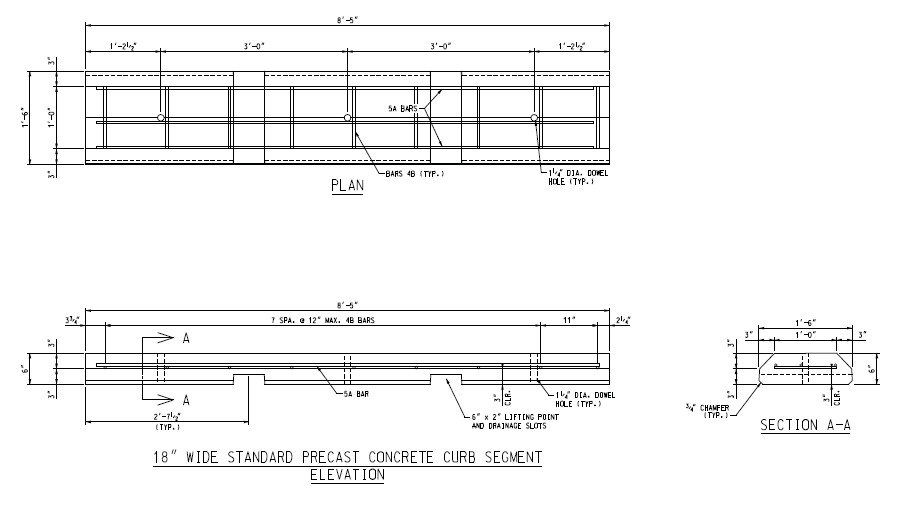 8'-5"
1'-2½" 3'-0" 3'-0" 1'-2½"
3"
1'-6" 1'-0"
5A BARS
3"
BARS 4B (TYP.)
1¼" DIA. DOWEL
HOLE (TYP.)
PLAN
8'-5"
3¾" 7 SPA. @ 12" MAX. 4B BARS 11" 2¼"
A
3"
6"
3"
A
5A BAR
3" CLR.
1¼" DIA. DOWEL
HOLE (TYP.)
2'-7½"
(TYP.)
6" x 2" LIFTING POINT
AND DRAINAGE SLOTS
1'-6"
1'-0" 3"
3"
6"
3"
3" CLR.
¾" CHAMFER
(TYP.)
SECTION A-A
18" WIDE STANDARD PRECAST CONCRETE CURB SEGMENT
ELEVATION